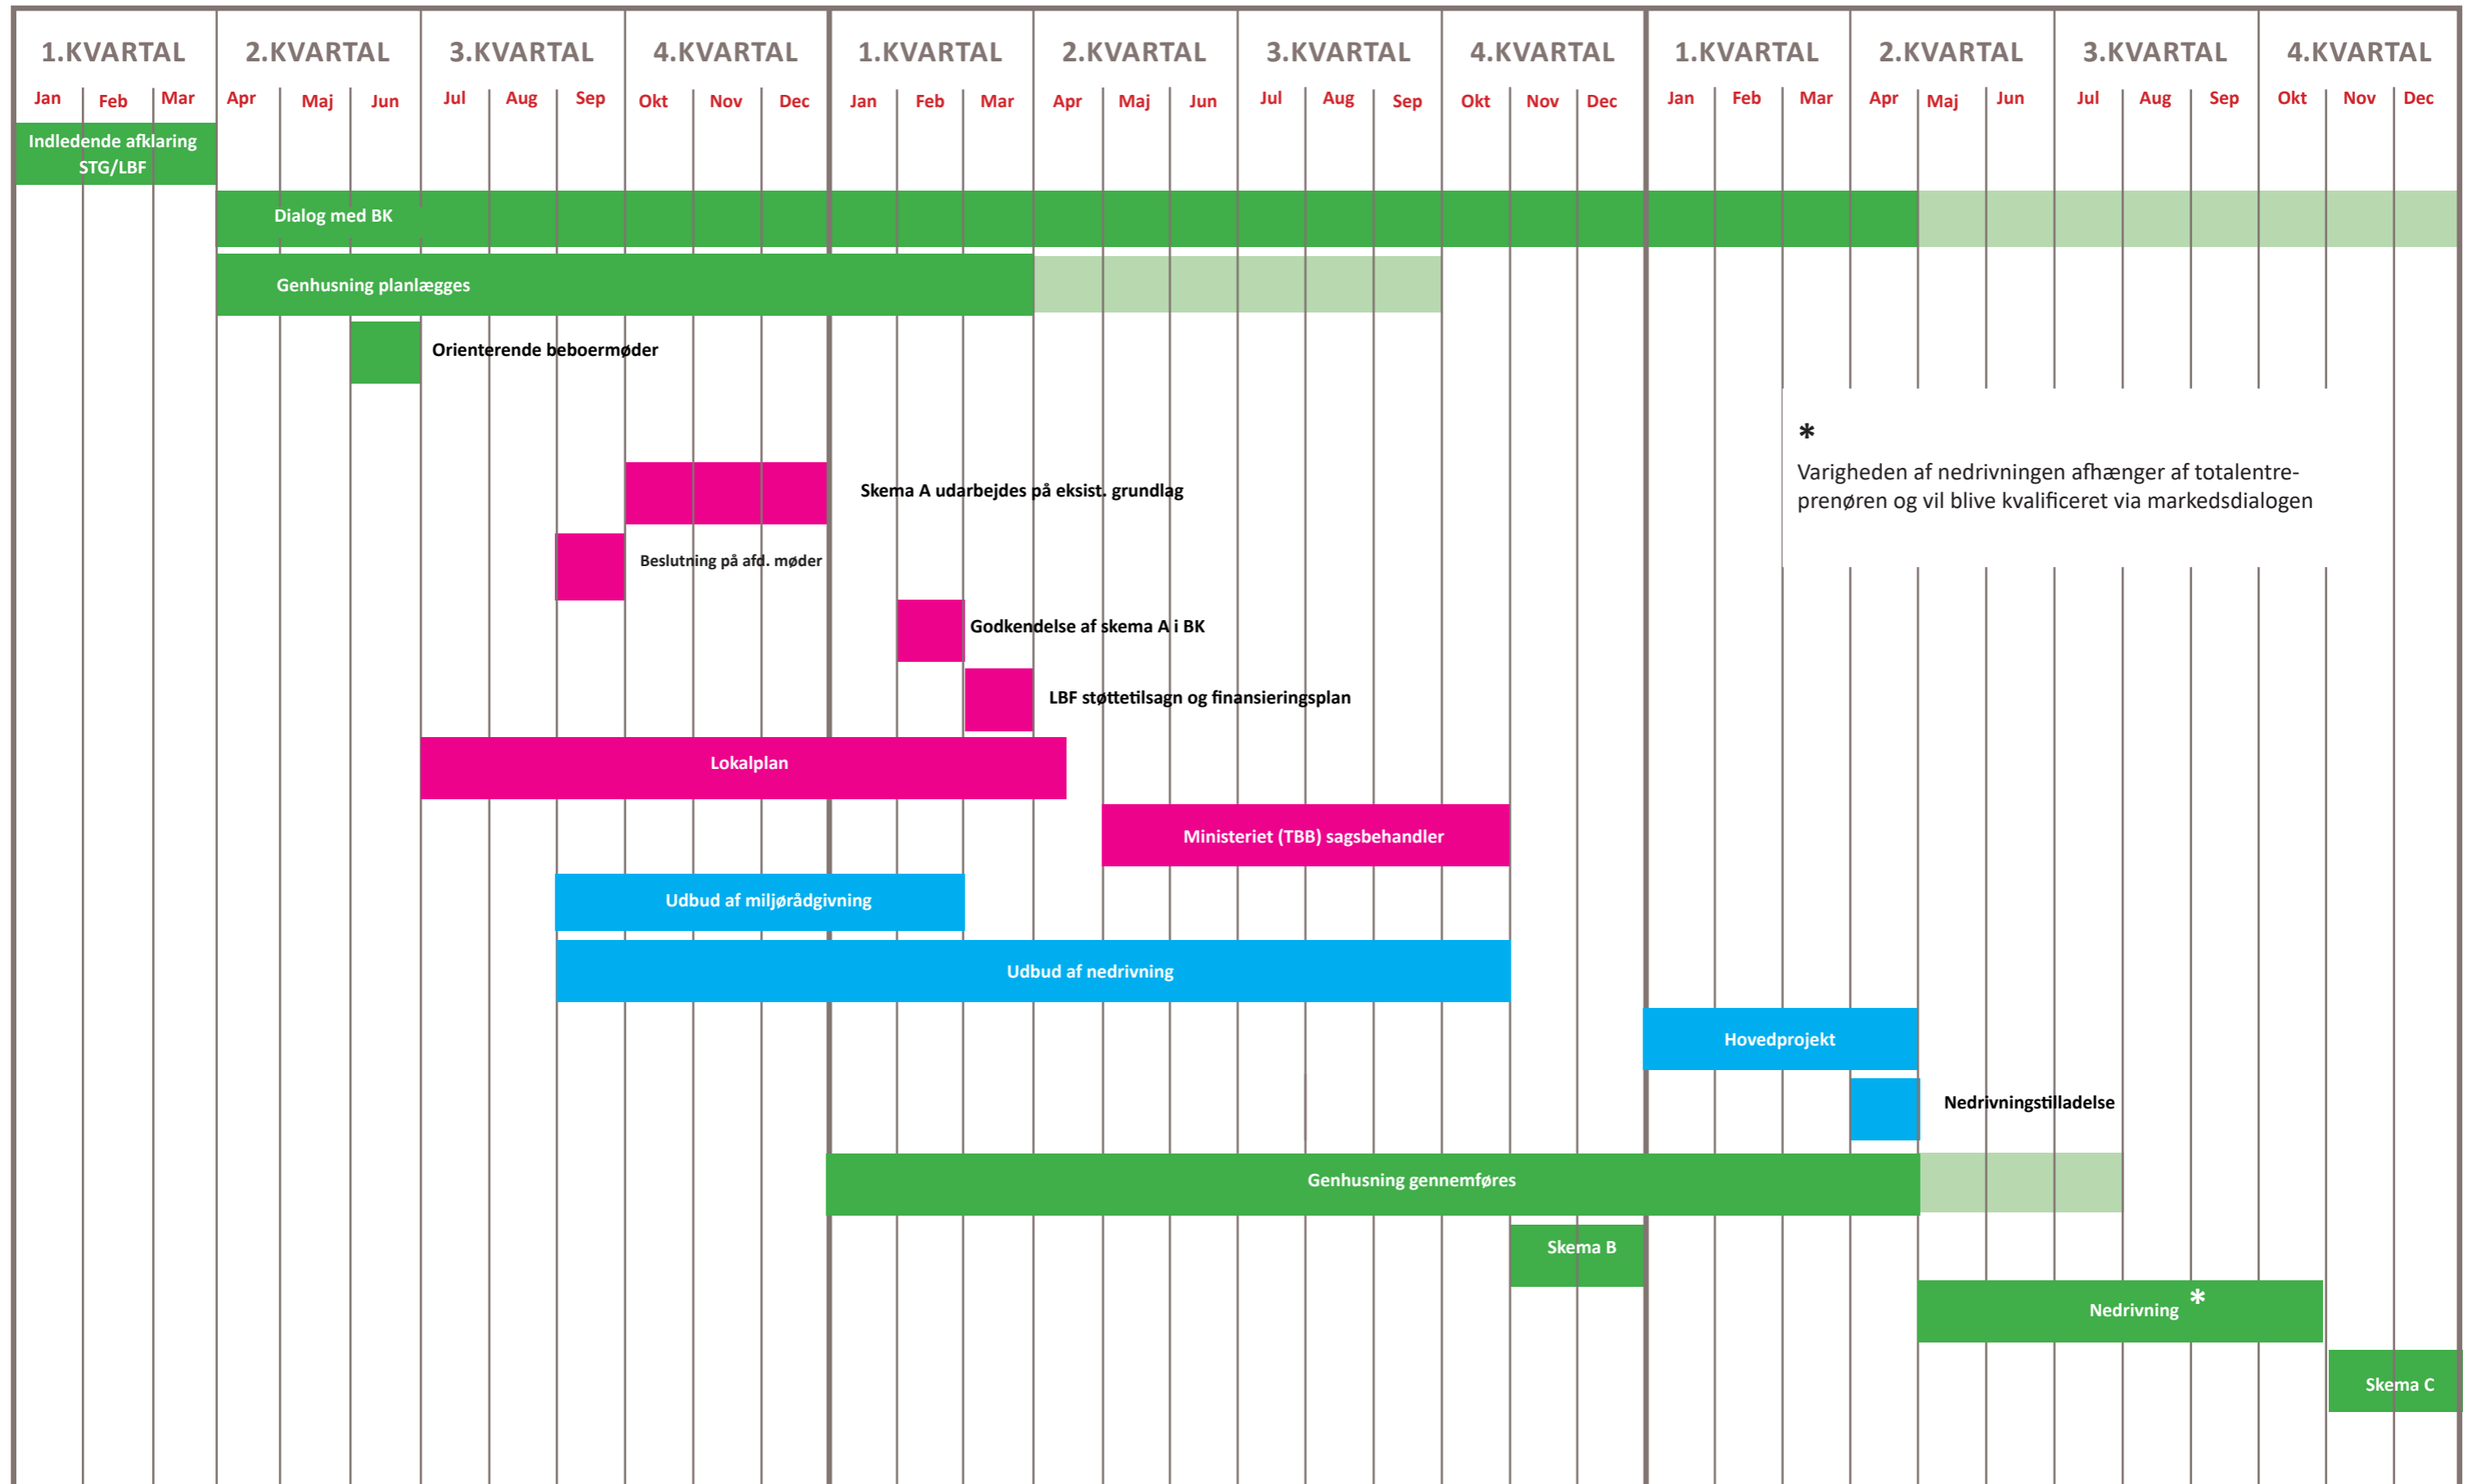 1.KVARTAL 2.KVARTAL 3.KVARTAL 4.KVARTAL 1.KVARTAL 2.KVARTAL 3.KVARTAL 4.KVARTAL 1.KVARTAL 2.KVARTAL 3.KVARTAL 4.KVARTAL
Jan Feb Mar Apr Maj Jun Jul Aug Sep Okt Nov Dec Jan Feb Mar Apr Maj Jun Jul Aug Sep Okt Nov Dec Jan Feb Mar Apr Maj Jun Jul Aug Sep Okt Nov Dec
Indledende afklaring
STG/LBF
Dialog med BK
Genhusning planlægges
Orienterende beboermøder
*
Varigheden af nedrivningen afhænger af totalentre-
prenøren og vil blive kvalificeret via markedsdialogen
Skema A udarbejdes på eksist. grundlag
Beslutning på afd. møder
Godkendelse af skema A i BK
LBF støttetilsagn og finansieringsplan
Lokalplan
Ministeriet (TBB) sagsbehandler
Udbud af miljørådgivning
Udbud af nedrivning
Hovedprojekt
Nedrivningstilladelse
Genhusning gennemføres
Skema B
Nedrivning *
Skema C